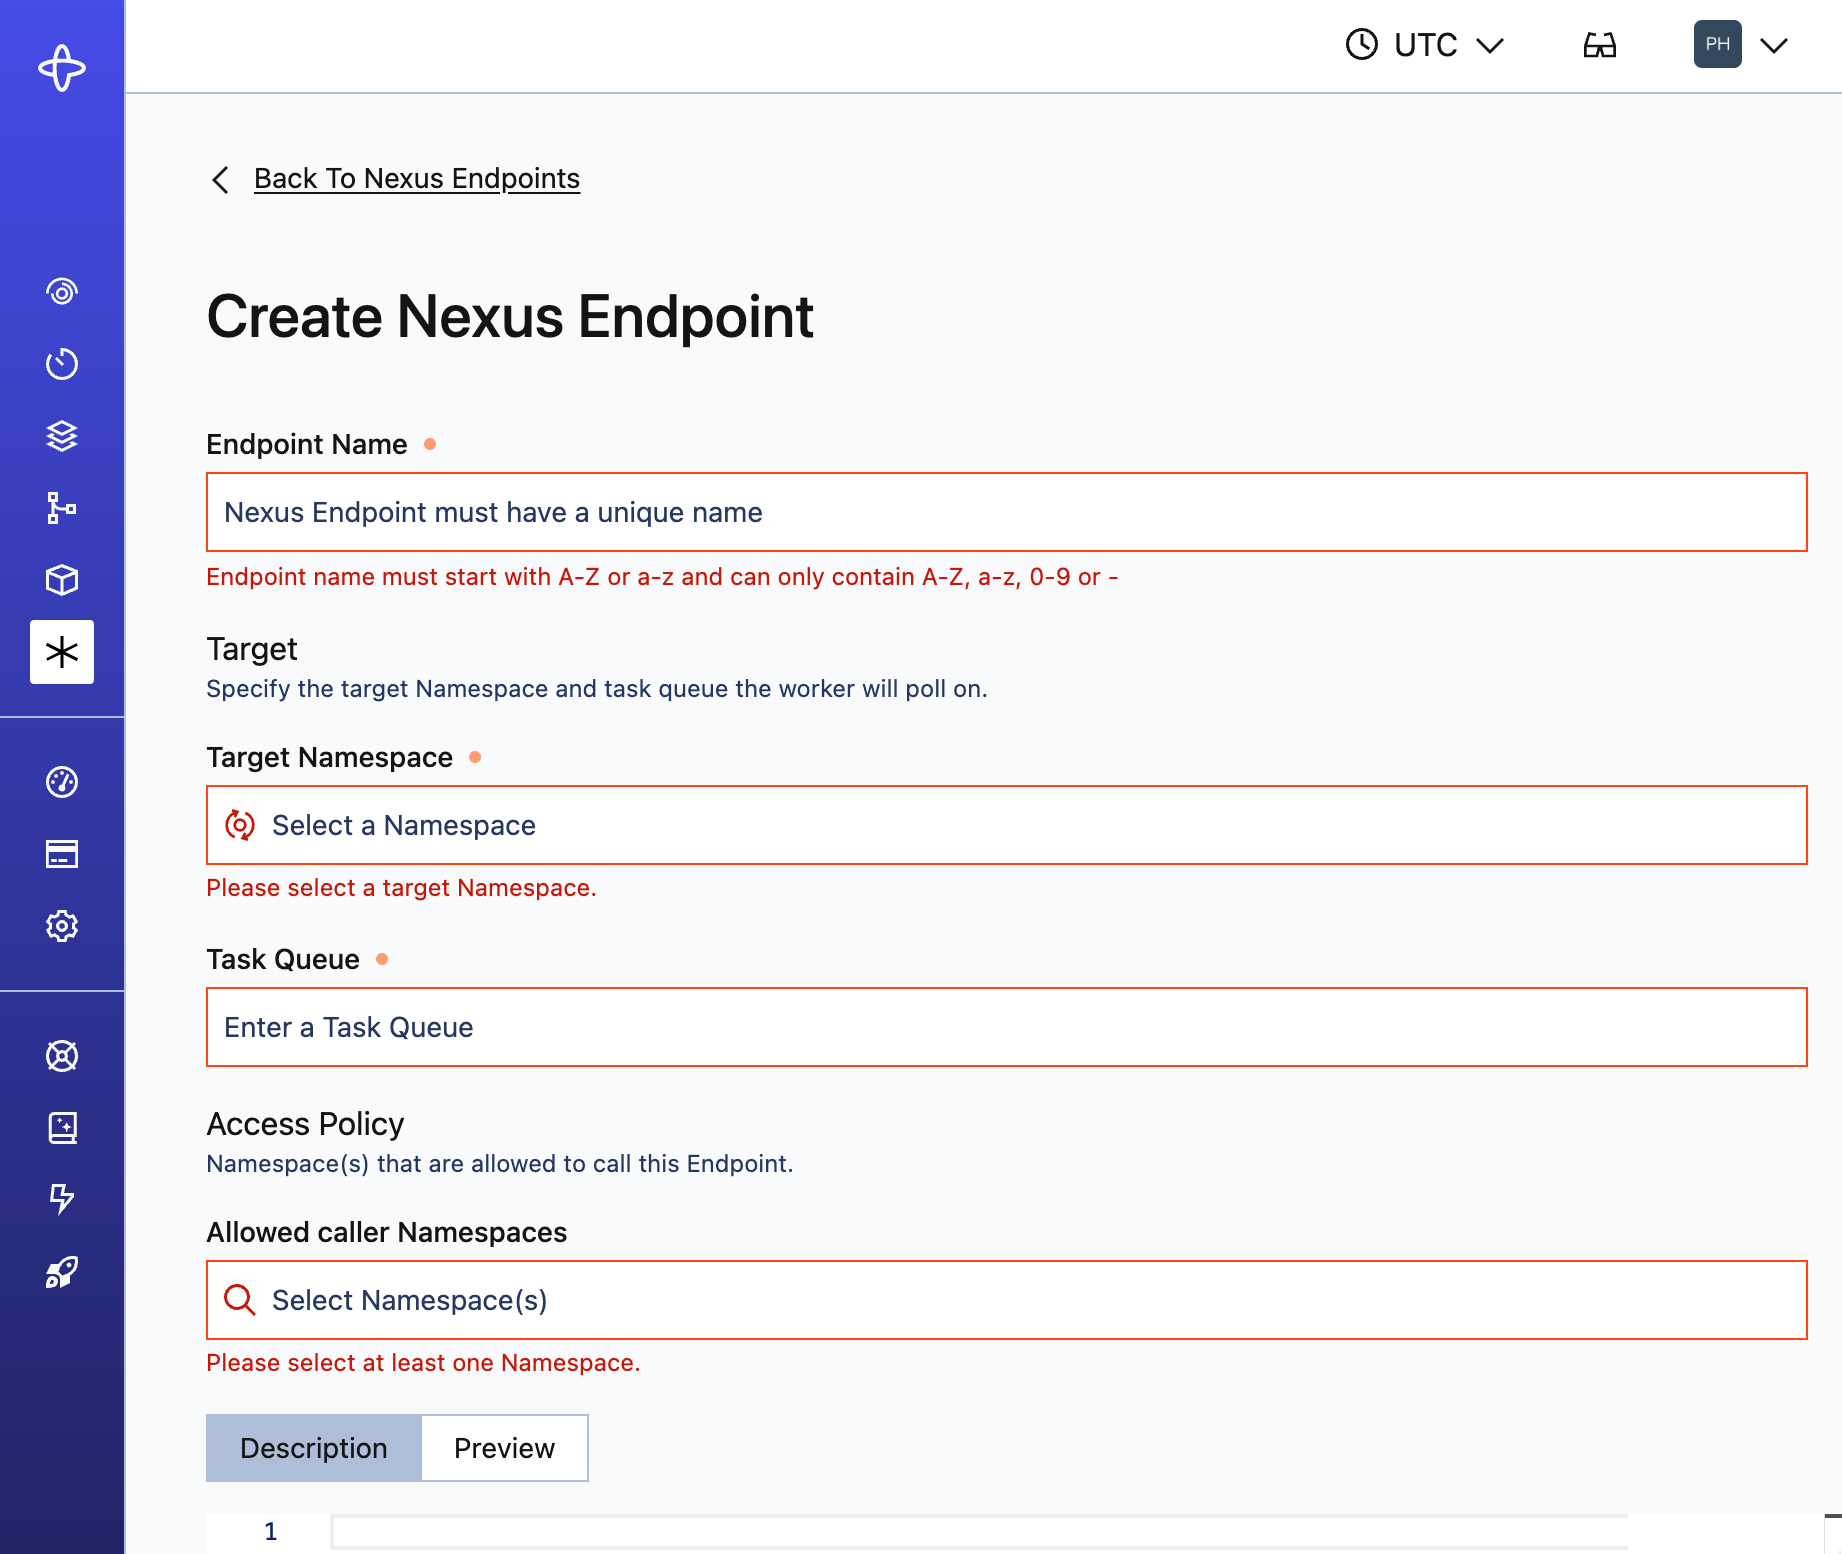 UTC
PH
Back To Nexus Endpoints
Create Nexus Endpoint
Endpoint Name
Nexus Endpoint must have a unique name
Endpoint name must start with A-Z or a-z and can only contain A-Z, a-z, 0-9 or -
Target
Specify the target Namespace and task queue the worker will poll on.
Target Namespace
Select a Namespace
Please select a target Namespace.
Task Queue
Enter a Task Queue
Access Policy
Namespace(s) that are allowed to call this Endpoint.
Allowed caller Namespaces
Select Namespace(s)
Please select at least one Namespace.
Description Preview
1